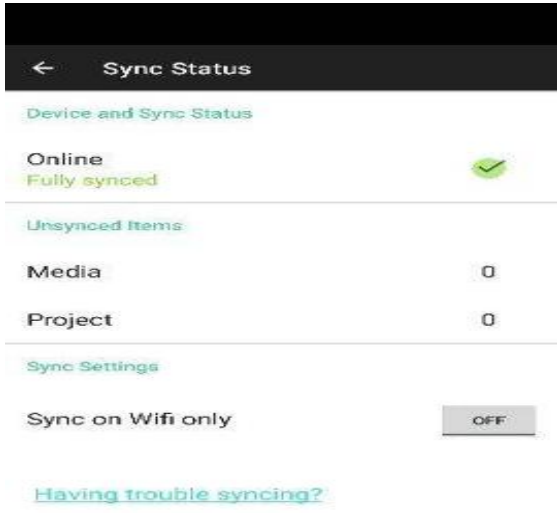 Sync Status
Device and Sync Status
Online
Fully synced
Unsynced Items
Media 0
Project 0
Sync Settings
Sync on Wifi only OFF
Having trouble syncing?